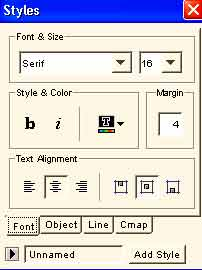 Styles
Font & Size
Serif 16
Style & Color Margin
b i T 4
Text Alignment
Font Object Line Cmap
Unnamed Add Style